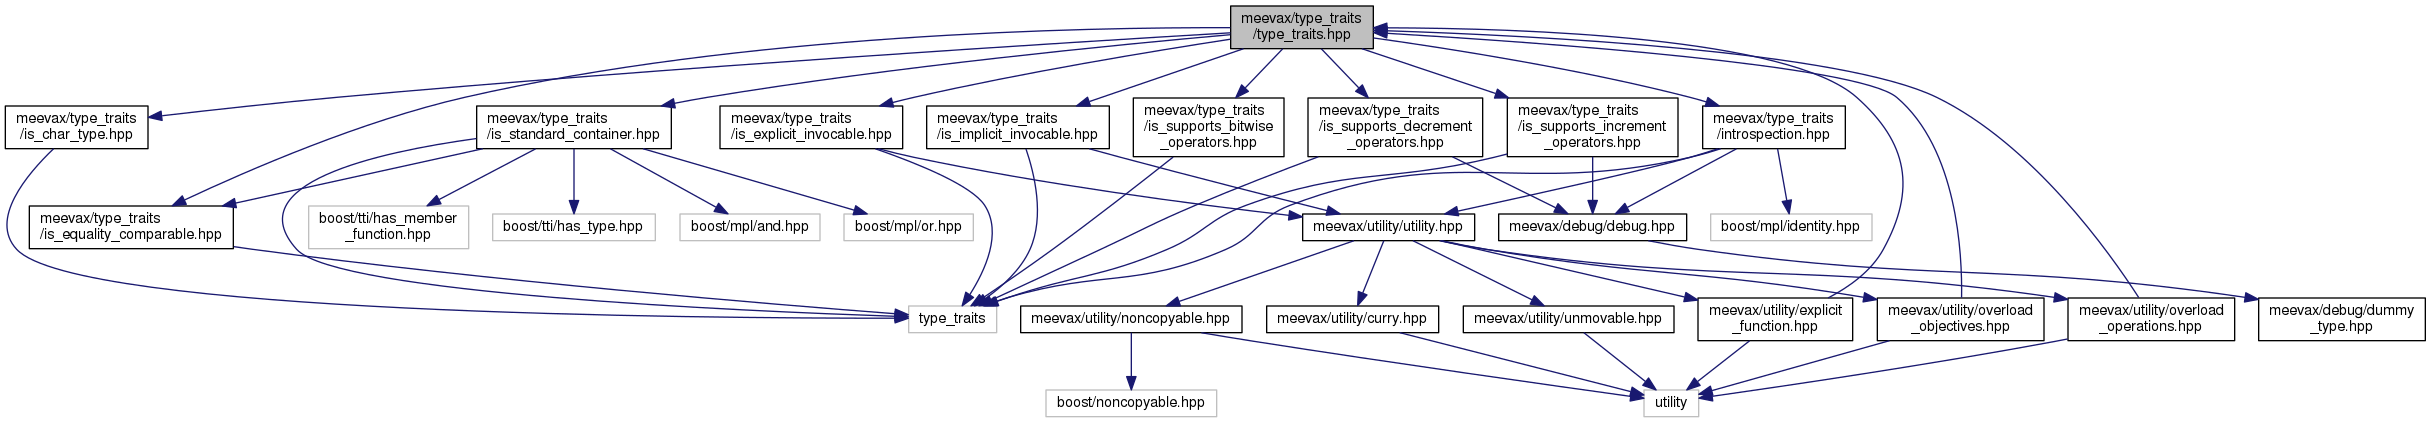 meevax/type_traits
/type_traits.hpp
meevax/type_traits
/is_char_type.hpp
meevax/type_traits
/is_standard_container.hpp
meevax/type_traits
/is_explicit_invocable.hpp
meevax/type_traits
/is_implicit_invocable.hpp
meevax/type_traits
/is_supports_bitwise
_operators.hpp
meevax/type_traits
/is_supports_decrement
_operators.hpp
meevax/type_traits
/is_supports_increment
_operators.hpp
meevax/type_traits
/introspection.hpp
meevax/type_traits
/is_equality_comparable.hpp
boost/tti/has_member
_function.hpp
boost/tti/has_type.hpp
boost/mpl/and.hpp
boost/mpl/or.hpp
meevax/utility/utility.hpp
meevax/debug/debug.hpp
boost/mpl/identity.hpp
type_traits
meevax/utility/noncopyable.hpp
meevax/utility/curry.hpp
meevax/utility/unmovable.hpp
meevax/utility/explicit
_function.hpp
meevax/utility/overload
_objectives.hpp
meevax/utility/overload
_operations.hpp
meevax/debug/dummy
_type.hpp
boost/noncopyable.hpp
utility